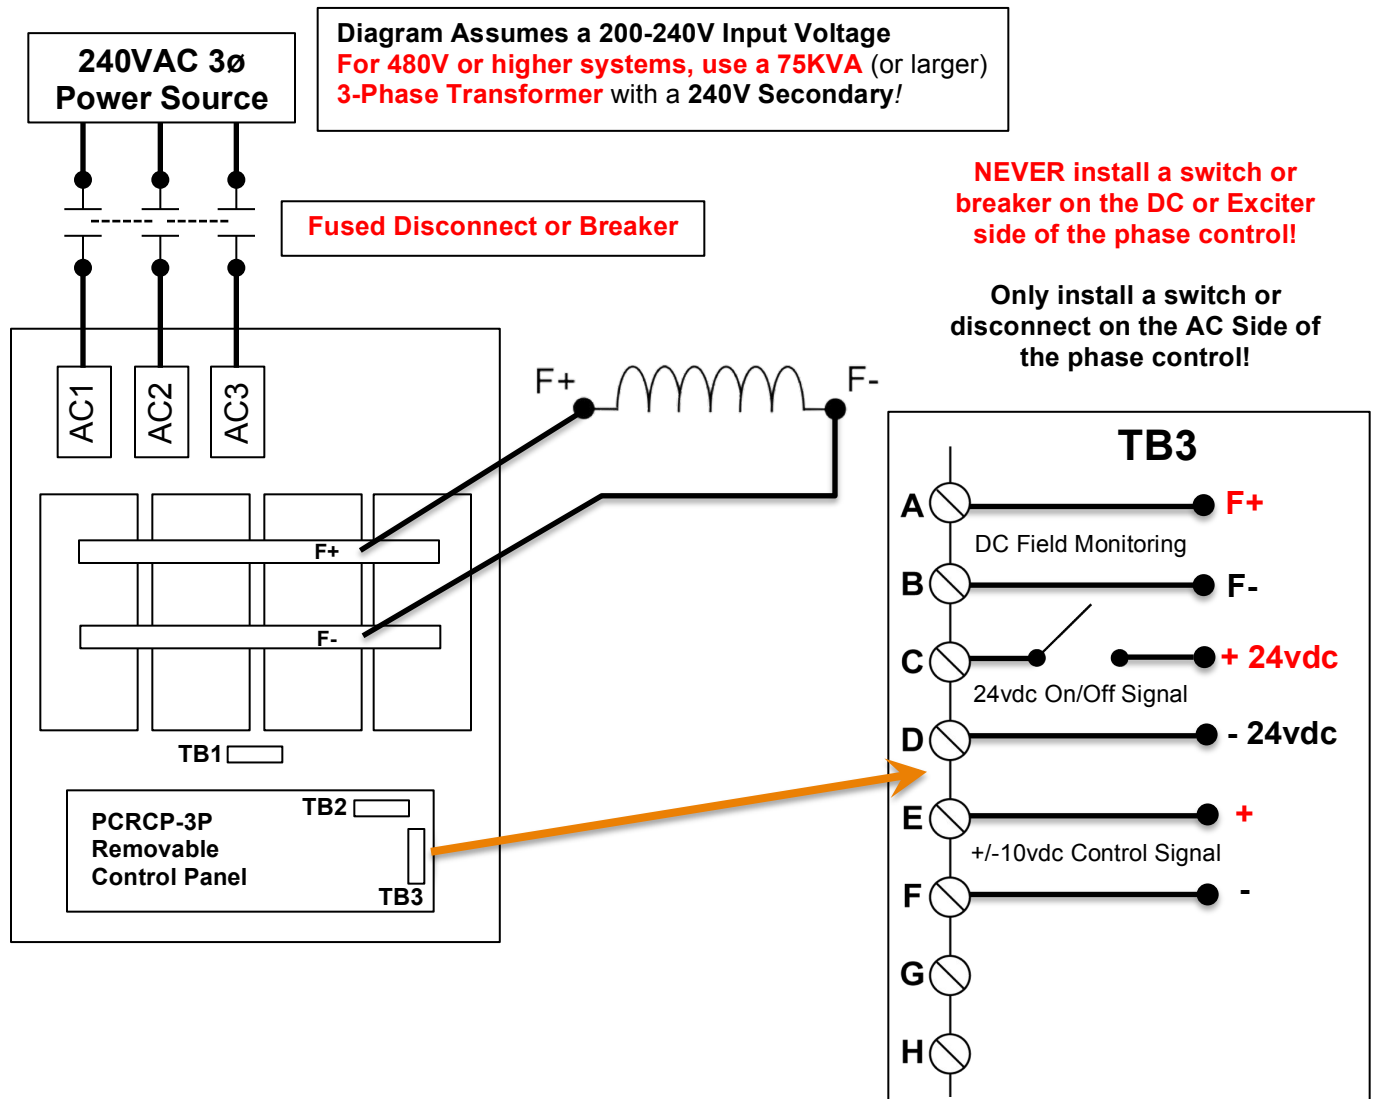 240VAC 3ø
Power Source
Diagram Assumes a 200-240V Input Voltage
For 480V or higher systems, use a 75KVA (or larger)
3-Phase Transformer with a 240V Secondary!
Fused Disconnect or Breaker
NEVER install a switch or
breaker on the DC or Exciter
side of the phase control!
Only install a switch or
disconnect on the AC Side of
the phase control!
AC1
AC2
AC3
F+
F-
F+
F-
TB1
TB2
PCRCP-3P
Removable
Control Panel
TB3
TB3
A
F+
DC Field Monitoring
B
F-
C
+ 24vdc
24vdc On/Off Signal
D
- 24vdc
E
+
+/-10vdc Control Signal
F
-
G
H